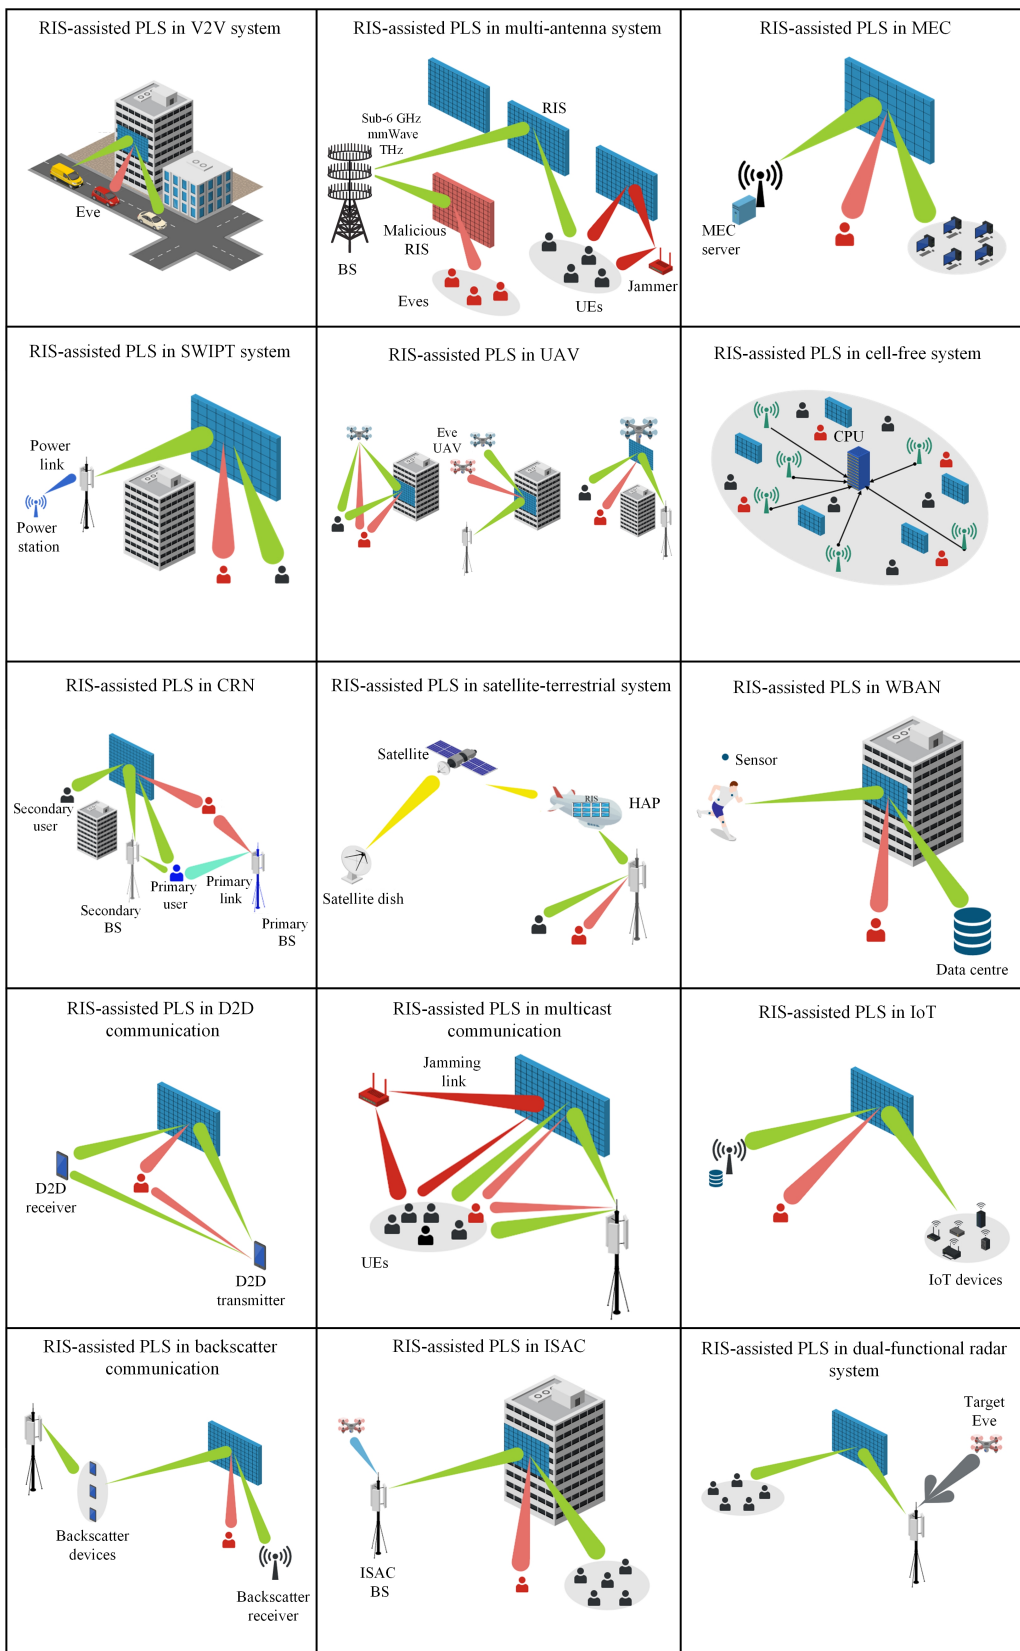 RIS-assisted PLS in V2V system
Eve
RIS-assisted PLS in multi-antenna system
Sub-6 GHz
mmWave
THz
RIS
Malicious
RIS
BS
Eves
UEs
Jammer
RIS-assisted PLS in MEC
MEC
server
RIS-assisted PLS in SWIPT system
Power
link
Power
station
RIS-assisted PLS in UAV
Eve
UAV
RIS-assisted PLS in cell-free system
CPU
RIS-assisted PLS in CRN
Secondary
user
Primary
user
Primary
link
Secondary
BS
Primary
BS
RIS-assisted PLS in satellite-terrestrial system
Satellite
RIS
HAP
Satellite dish
RIS-assisted PLS in WBAN
Sensor
Data centre
RIS-assisted PLS in D2D
communication
D2D
receiver
D2D
transmitter
RIS-assisted PLS in multicast
communication
Jamming
link
UEs
RIS-assisted PLS in IoT
IoT devices
RIS-assisted PLS in backscatter
communication
Backscatter
devices
Backscatter
receiver
RIS-assisted PLS in ISAC
ISAC
BS
RIS-assisted PLS in dual-functional radar
system
Target
Eve